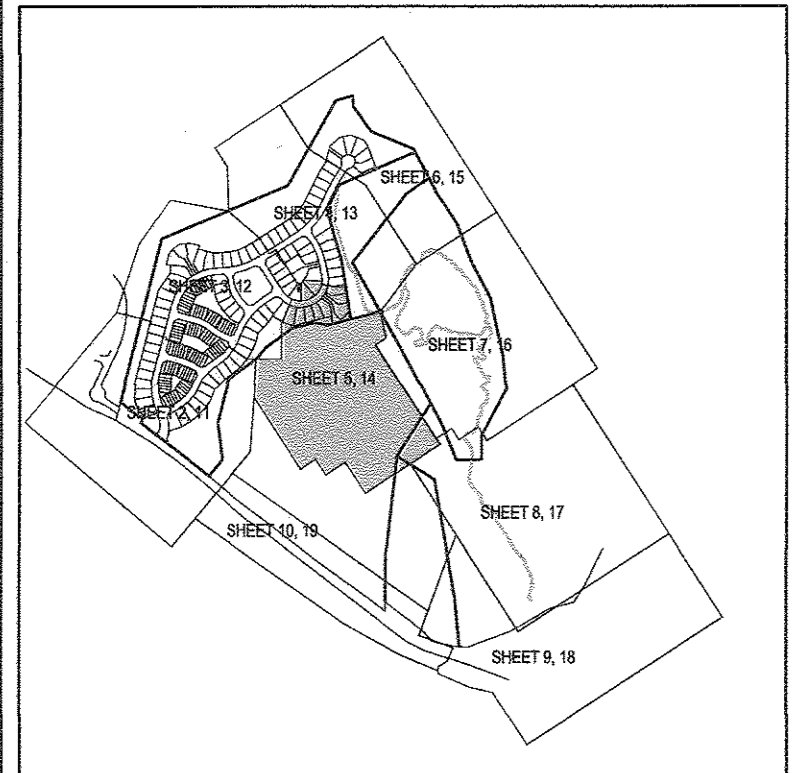 SHEET 6, 15
SHEET 4, 13
SHEET 3, 12
SHEET 7, 16
SHEET 5, 14
SHEET 2, 11
SHEET 8, 17
SHEET 10, 19
SHEET 9, 18